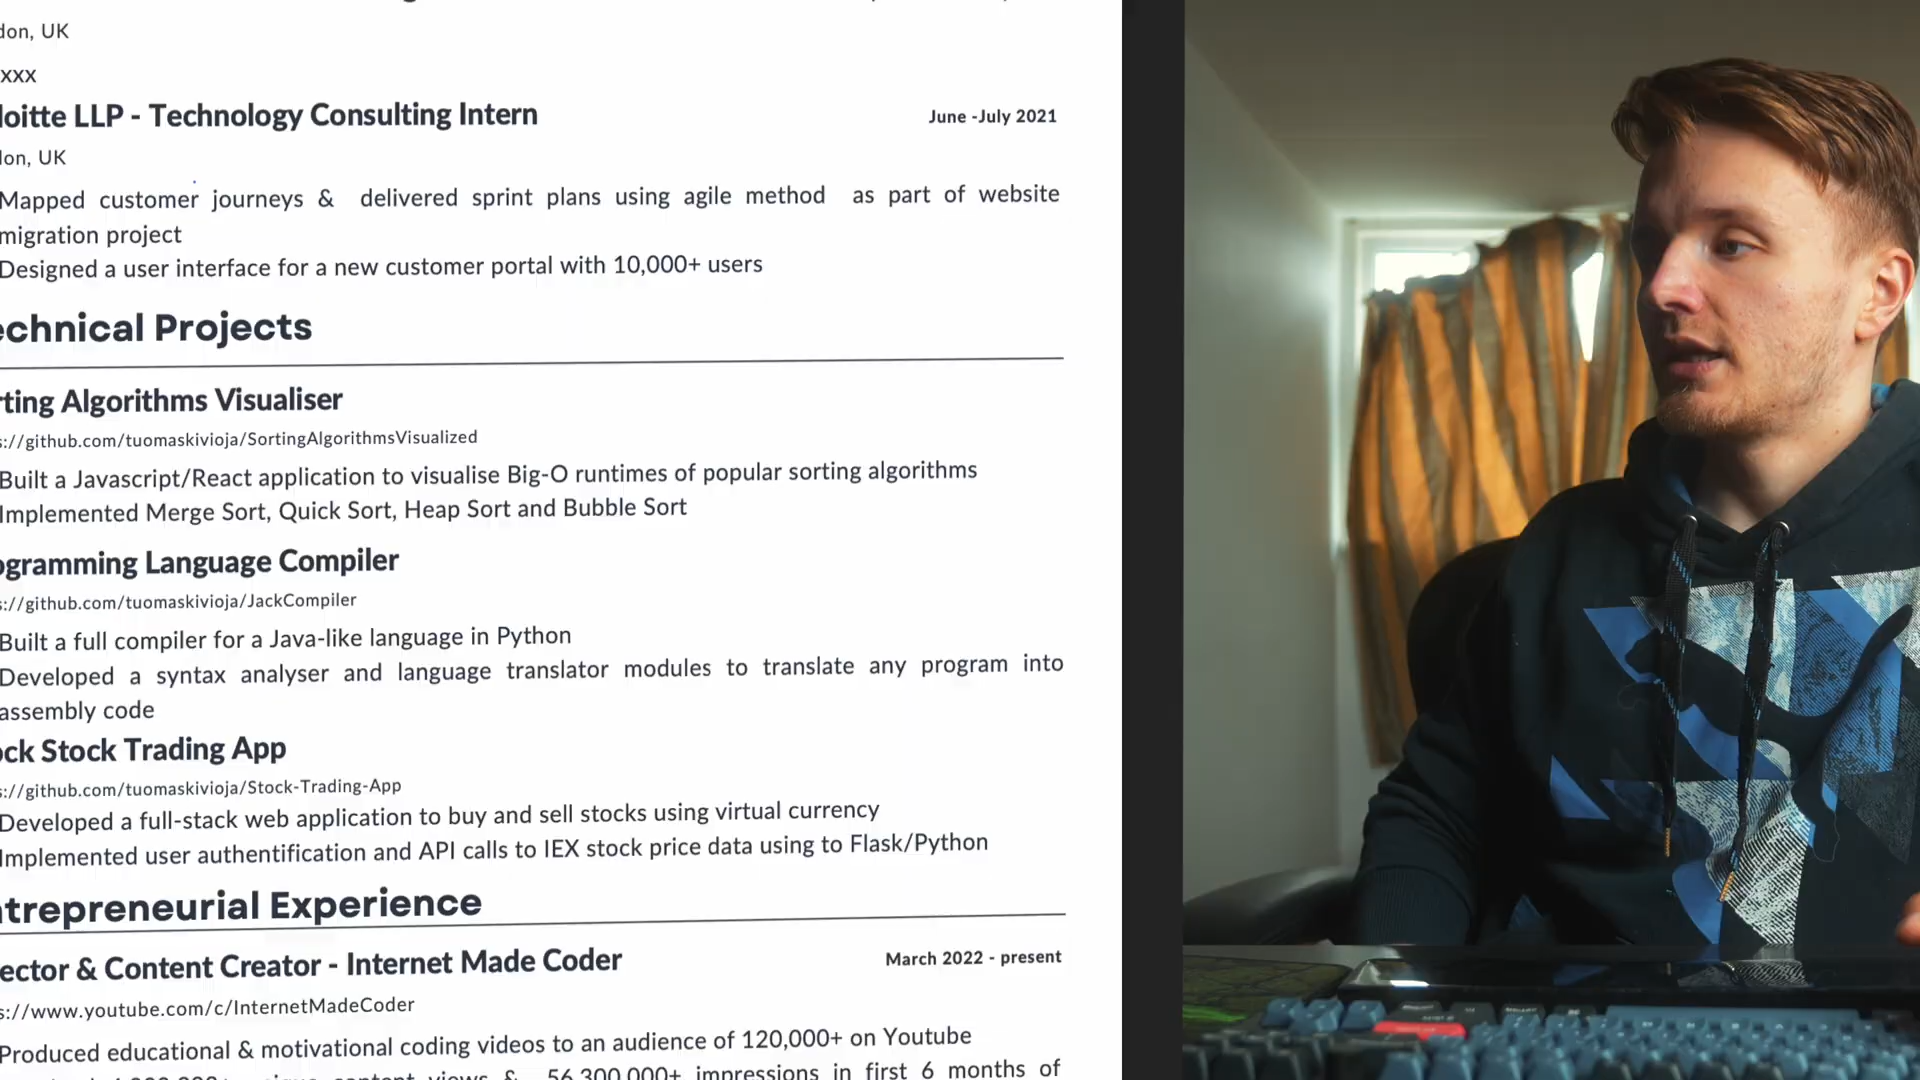 don, UK
xxx
loitte LLP - Technology Consulting Intern
June -July 2021
lon, UK
Mapped customer journeys & delivered sprint plans using agile method as part of website
migration project
Designed a user interface for a new customer portal with 10,000+ users
echnical Projects
rting Algorithms Visualiser
s://github.com/tuomaskivioja/SortingAlgorithmsVisualized
Built a Javascript/React application to visualise Big-O runtimes of popular sorting algorithms
Implemented Merge Sort, Quick Sort, Heap Sort and Bubble Sort
ogramming Language Compiler
s://github.com/tuomaskivioja/JackCompiler
Built a full compiler for a Java-like language in Python
Developed a syntax analyser and language translator modules to translate any program into
assembly code
ock Stock Trading App
s://github.com/tuomaskivioja/Stock-Trading-App
Developed a full-stack web application to buy and sell stocks using virtual currency
Implemented user authentification and API calls to IEX stock price data using to Flask/Python
ntrepreneurial Experience
ector & Content Creator - Internet Made Coder
March 2022 - present
s://www.youtube.com/c/InternetMadeCoder
Produced educational & motivational coding videos to an audience of 120,000+ on Youtube
content views & 56,300,000+ impressions in first 6 months of